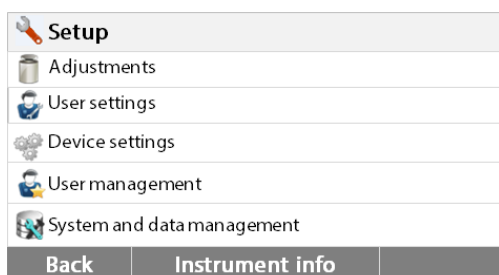 Setup
Adjustments
User settings
Device settings
User management
System and data management
Back Instrument info